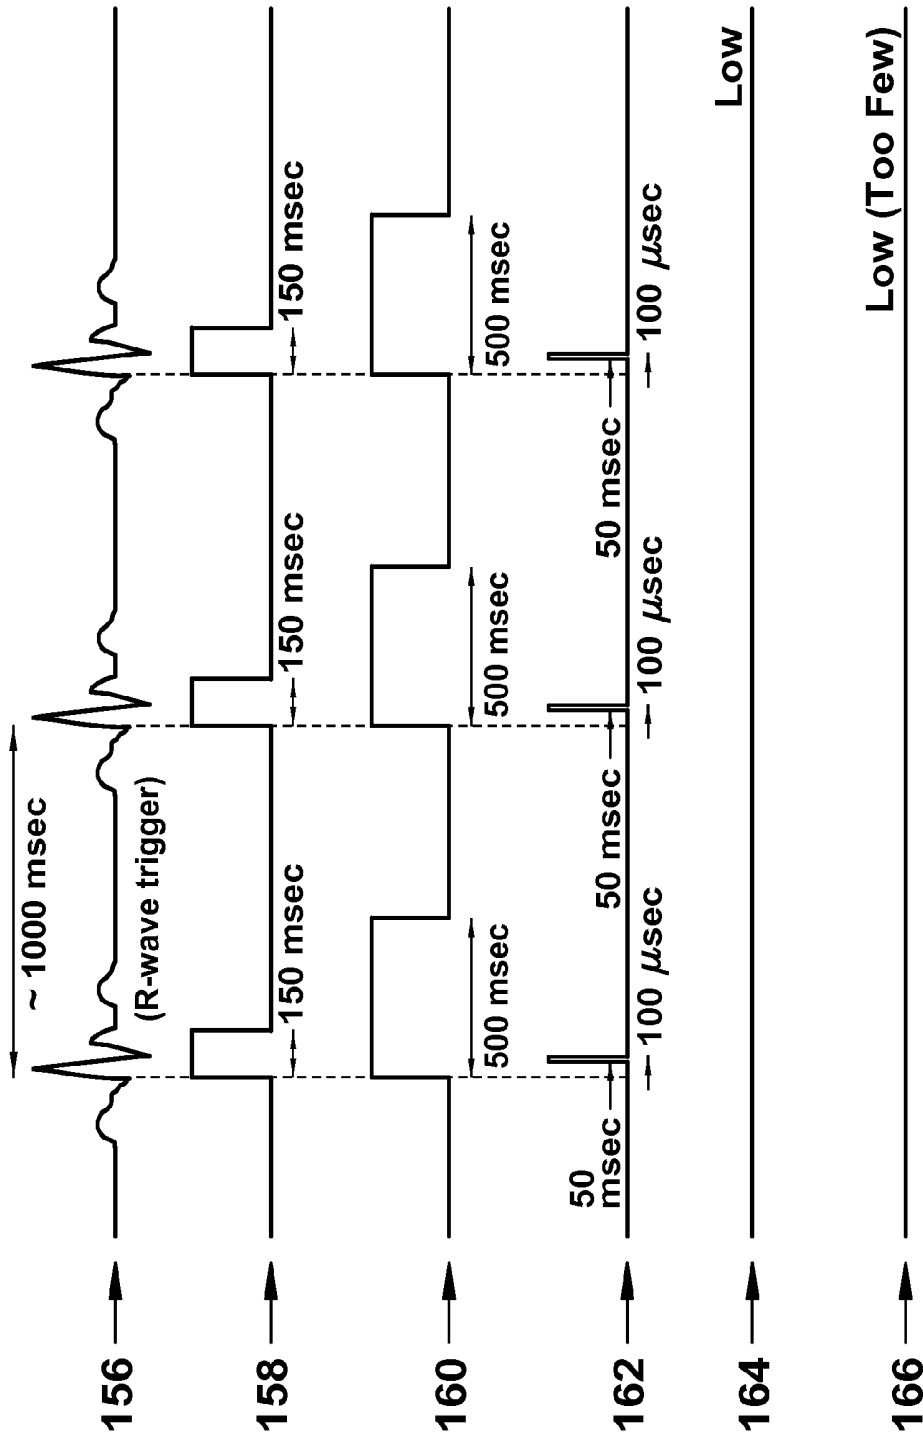 ~ 1000 msec
156
(R-wave trigger)
158
150 msec
150 msec
150 msec
160
500 msec
500 msec
500 msec
162
50
msec
50 msec
50 msec
100 μsec
100 μsec
100 μsec
164
Low
166
Low (Too Few)